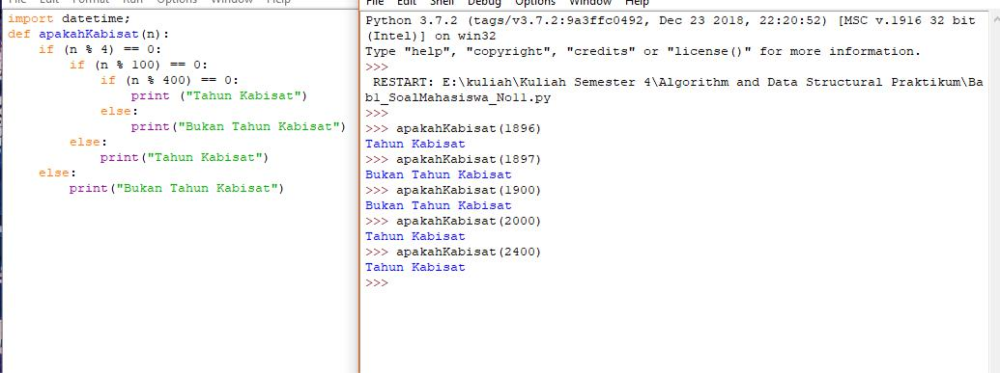 File Edit Format Run Options Window Help
import datetime;
def apakahKabisat(n):
    if (n % 4) == 0:
        if (n % 100) == 0:
            if (n % 400) == 0:
                print ("Tahun Kabisat")
            else:
                print("Bukan Tahun Kabisat")
        else:
            print("Tahun Kabisat")
    else:
        print("Bukan Tahun Kabisat")
File Edit Shell Debug Options Window Help
Python 3.7.2 (tags/v3.7.2:9a3ffc0492, Dec 23 2018, 22:20:52) [MSC v.1916 32 bit
(Intel)] on win32
Type "help", "copyright", "credits" or "license()" for more information.
>>>
 RESTART: E:\kuliah\Kuliah Semester 4\Algorithm and Data Structural Praktikum\Ba
b1_SoalMahasiswa_No11.py
>>>
>>> apakahKabisat(1896)
Tahun Kabisat
>>> apakahKabisat(1897)
Bukan Tahun Kabisat
>>> apakahKabisat(1900)
Bukan Tahun Kabisat
>>> apakahKabisat(2000)
Tahun Kabisat
>>> apakahKabisat(2400)
Tahun Kabisat
>>>